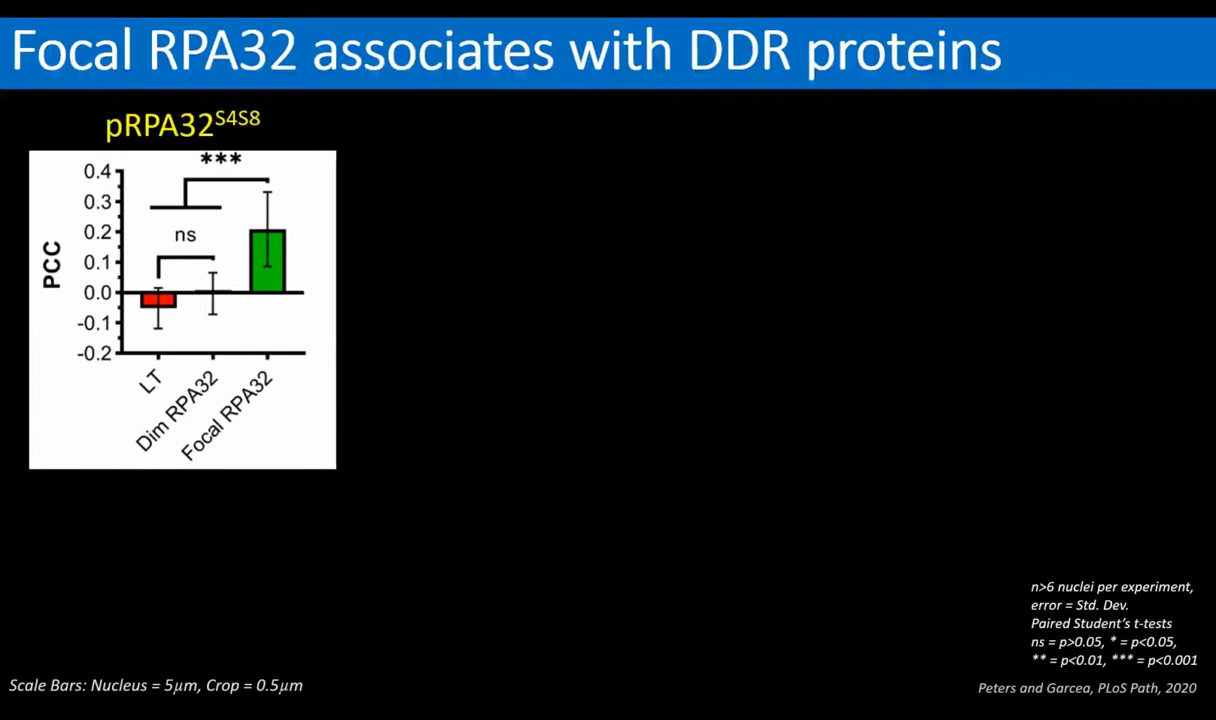 Focal RPA32 associates with DDR proteins
pRPA32S4S8
***
0.4
0.3
0.2
0.1
0.0
-0.1
-0.2
PCC
ns
LT
Dim RPA32
Focal RPA32
n>6 nuclei per experiment,
error = Std. Dev.
Paired Student’s t-tests
ns = p>0.05, * = p<0.05,
** = p<0.01, *** = p<0.001
Scale Bars: Nucleus = 5μm, Crop = 0.5μm
Peters and Garcea, PLoS Path, 2020